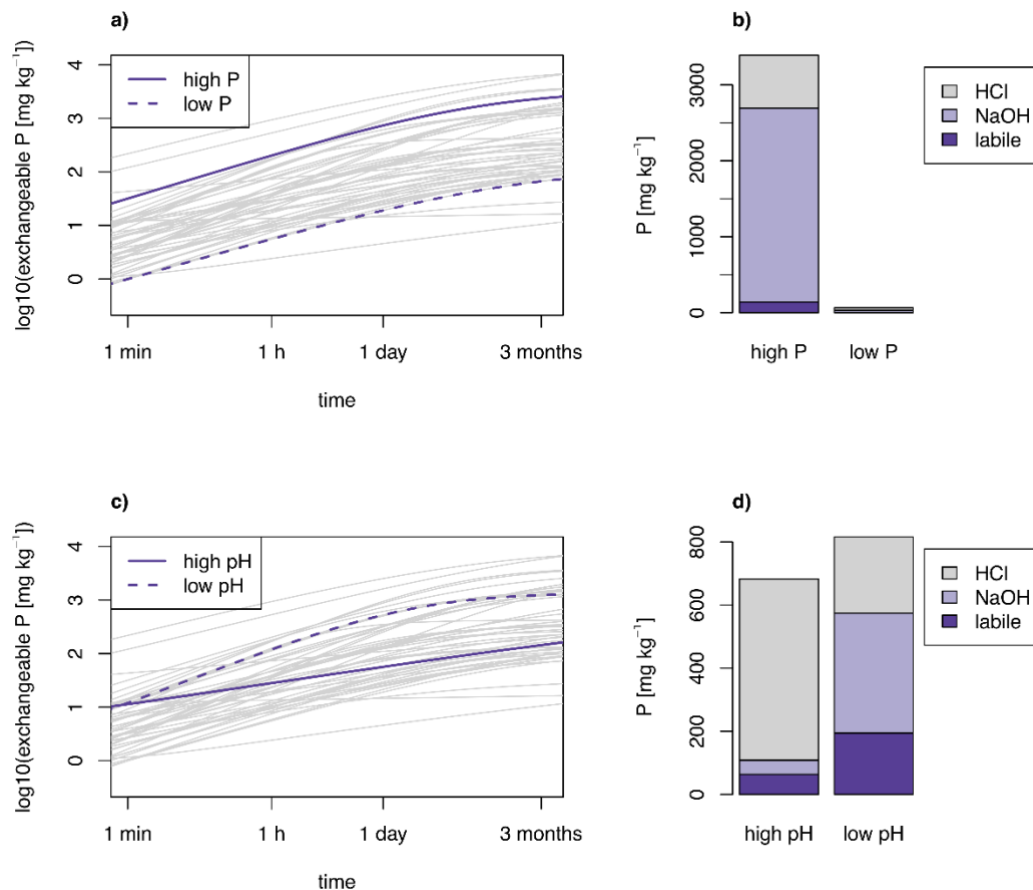 a)
log10(exchangeable P [mg kg⁻¹])
4
3
2
1
0
high P
low P
1 min
1 h
1 day
3 months
time
b)
P [mg kg⁻¹]
3000
2000
1000
0
high P
low P
HCl
NaOH
labile
c)
log10(exchangeable P [mg kg⁻¹])
4
3
2
1
0
high pH
low pH
1 min
1 h
1 day
3 months
time
d)
P [mg kg⁻¹]
800
600
400
200
0
high pH
low pH
HCl
NaOH
labile